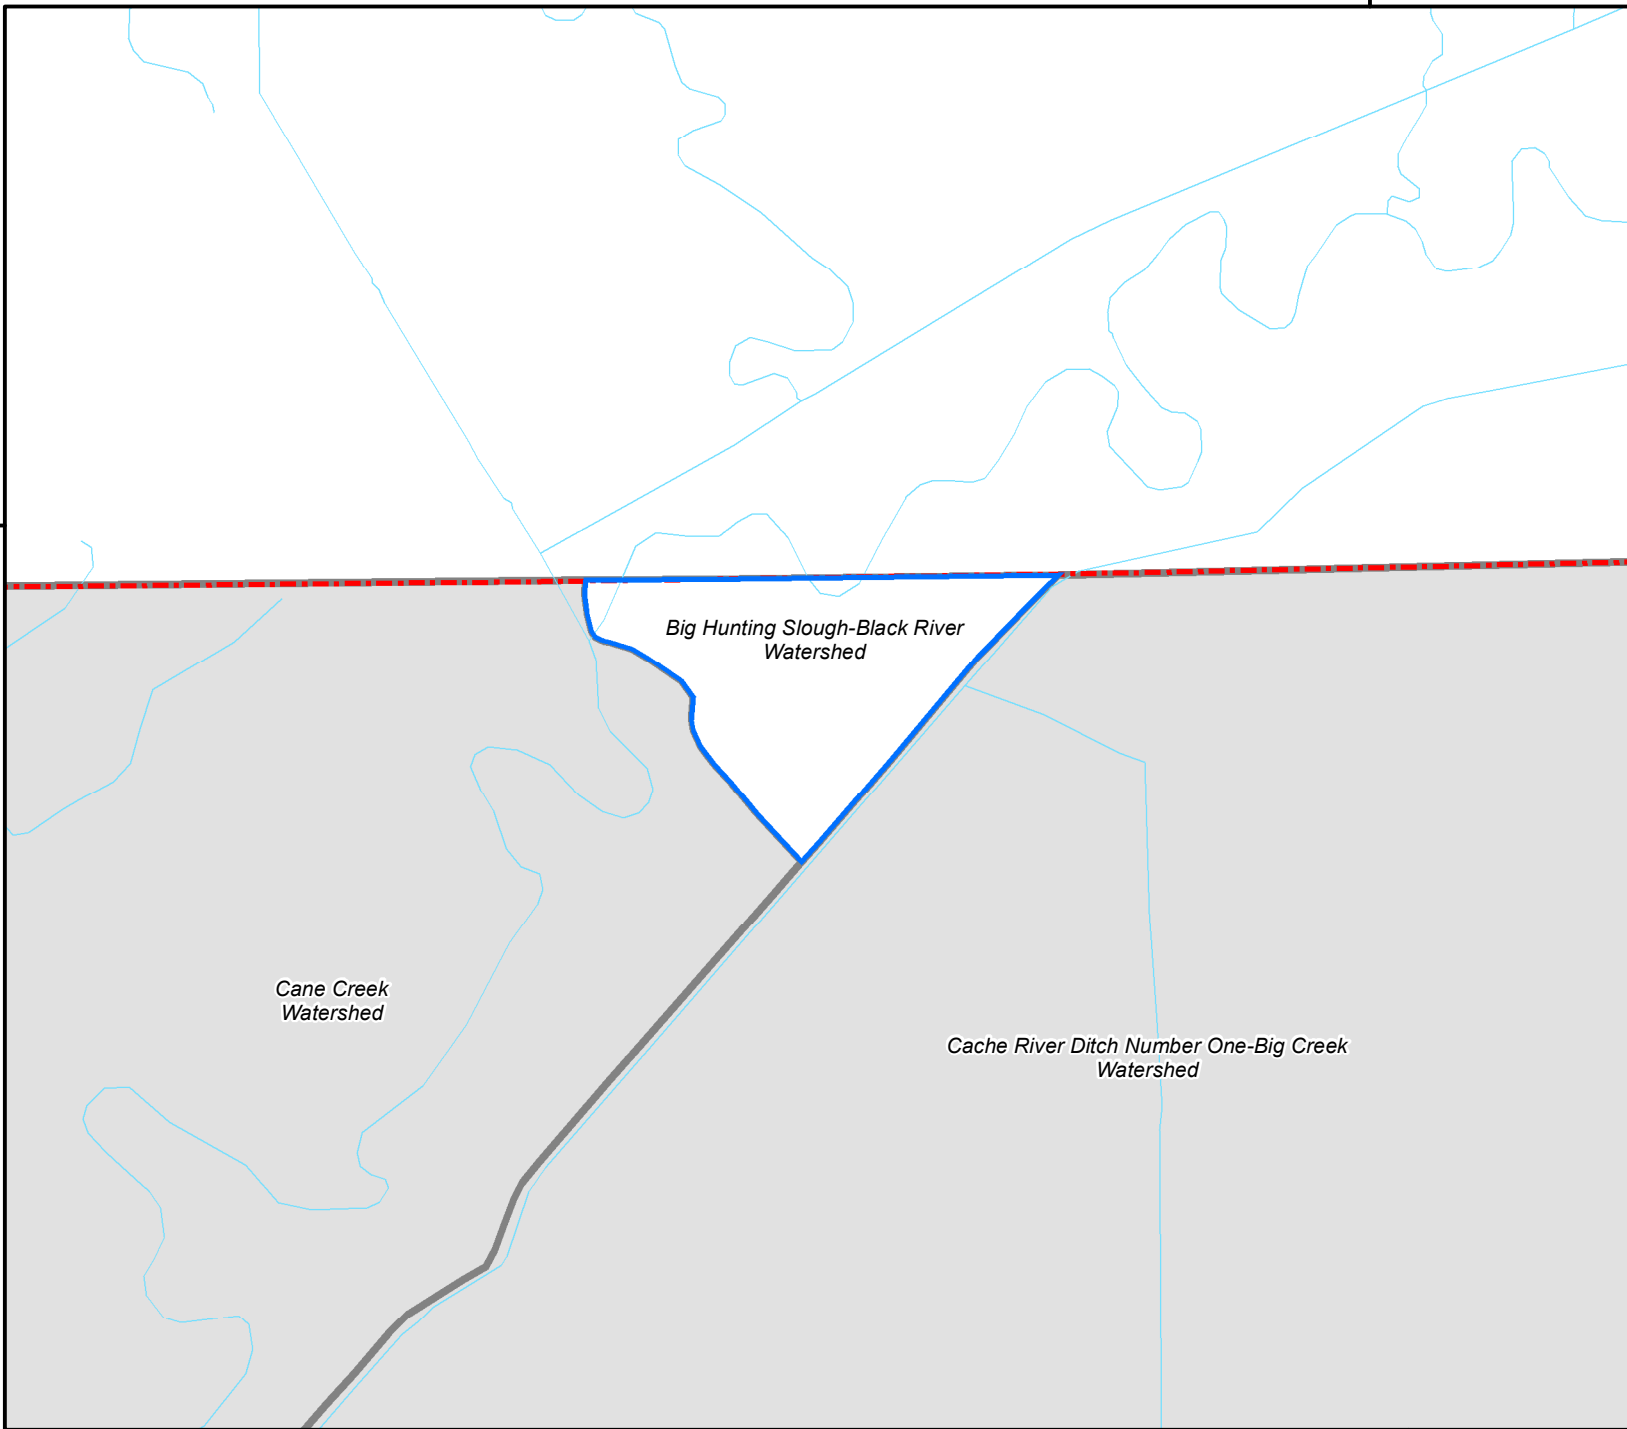 Big Hunting Slough-Black River
Watershed
Cane Creek
Watershed
Cache River Ditch Number One-Big Creek
Watershed